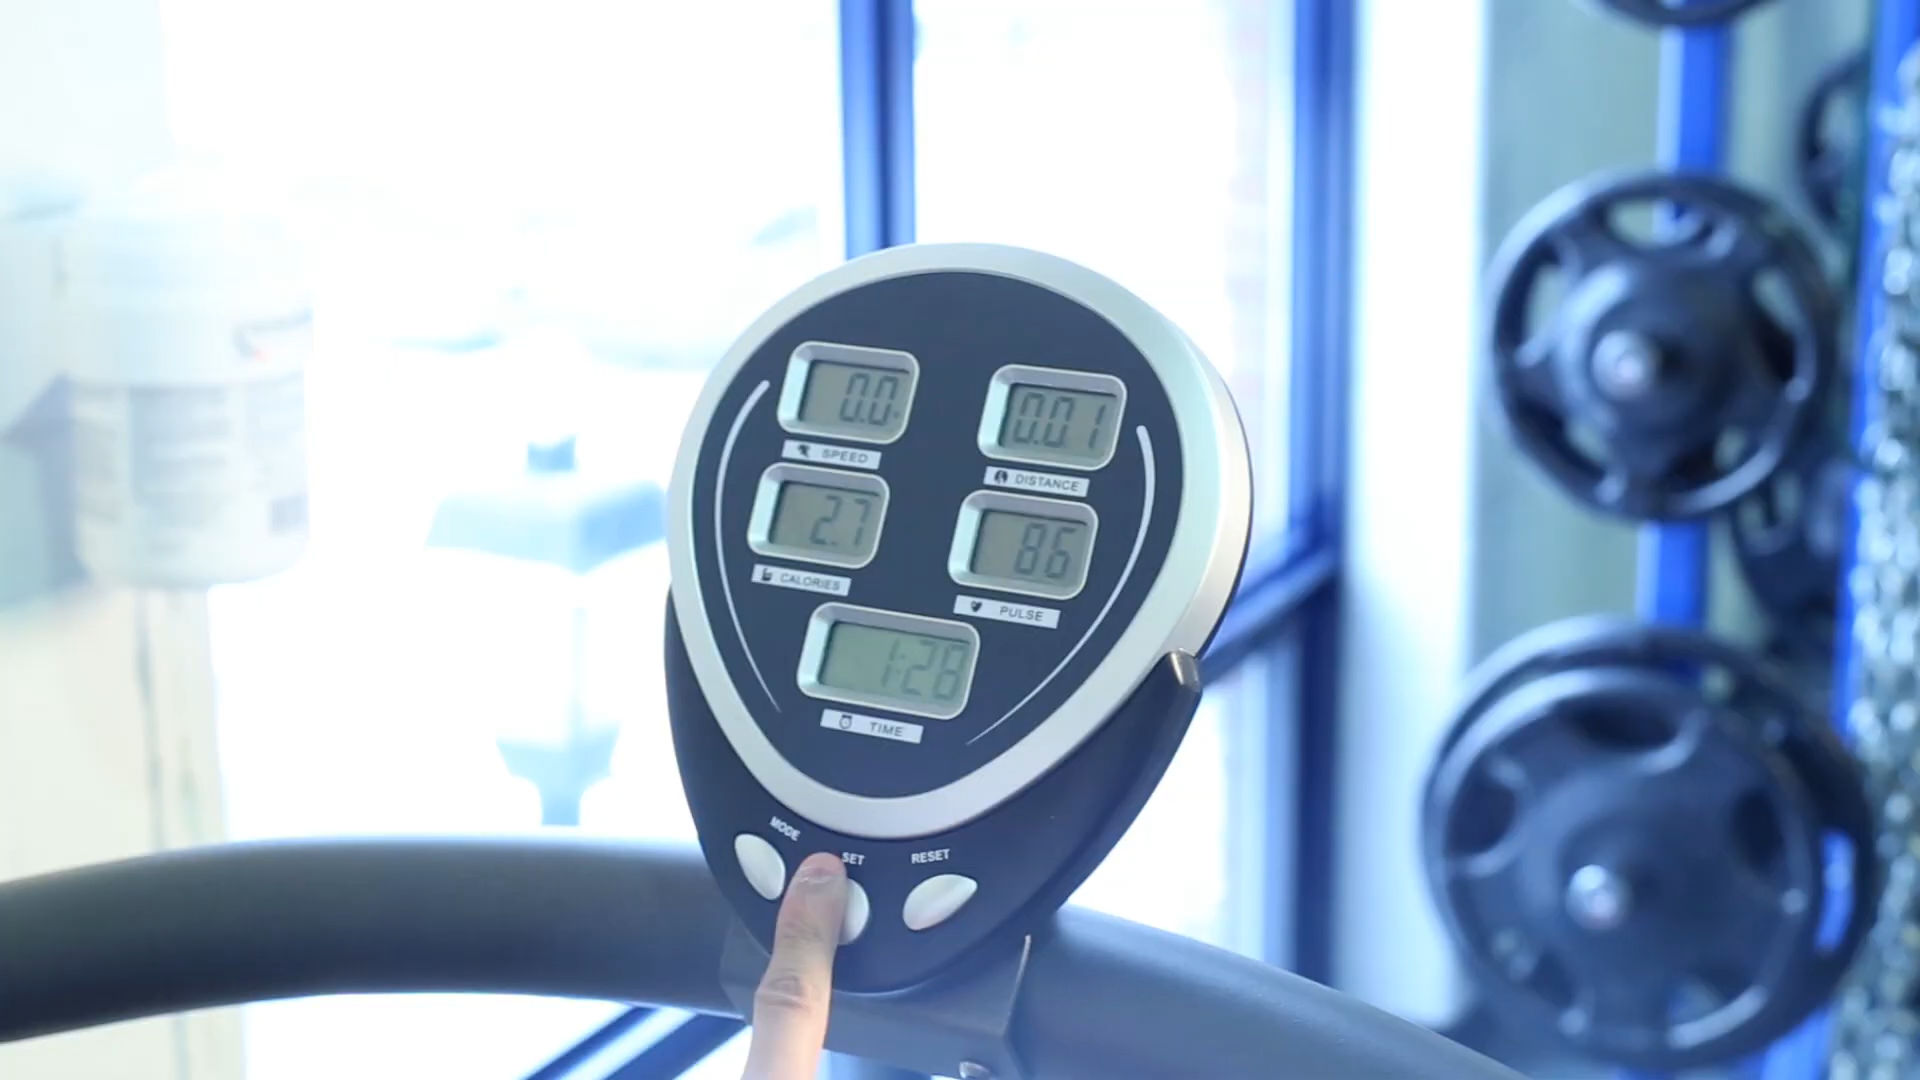 0.0
0.01
SPEED
DISTANCE
2.7
86
CALORIES
PULSE
1:28
TIME
MODE
SET
RESET